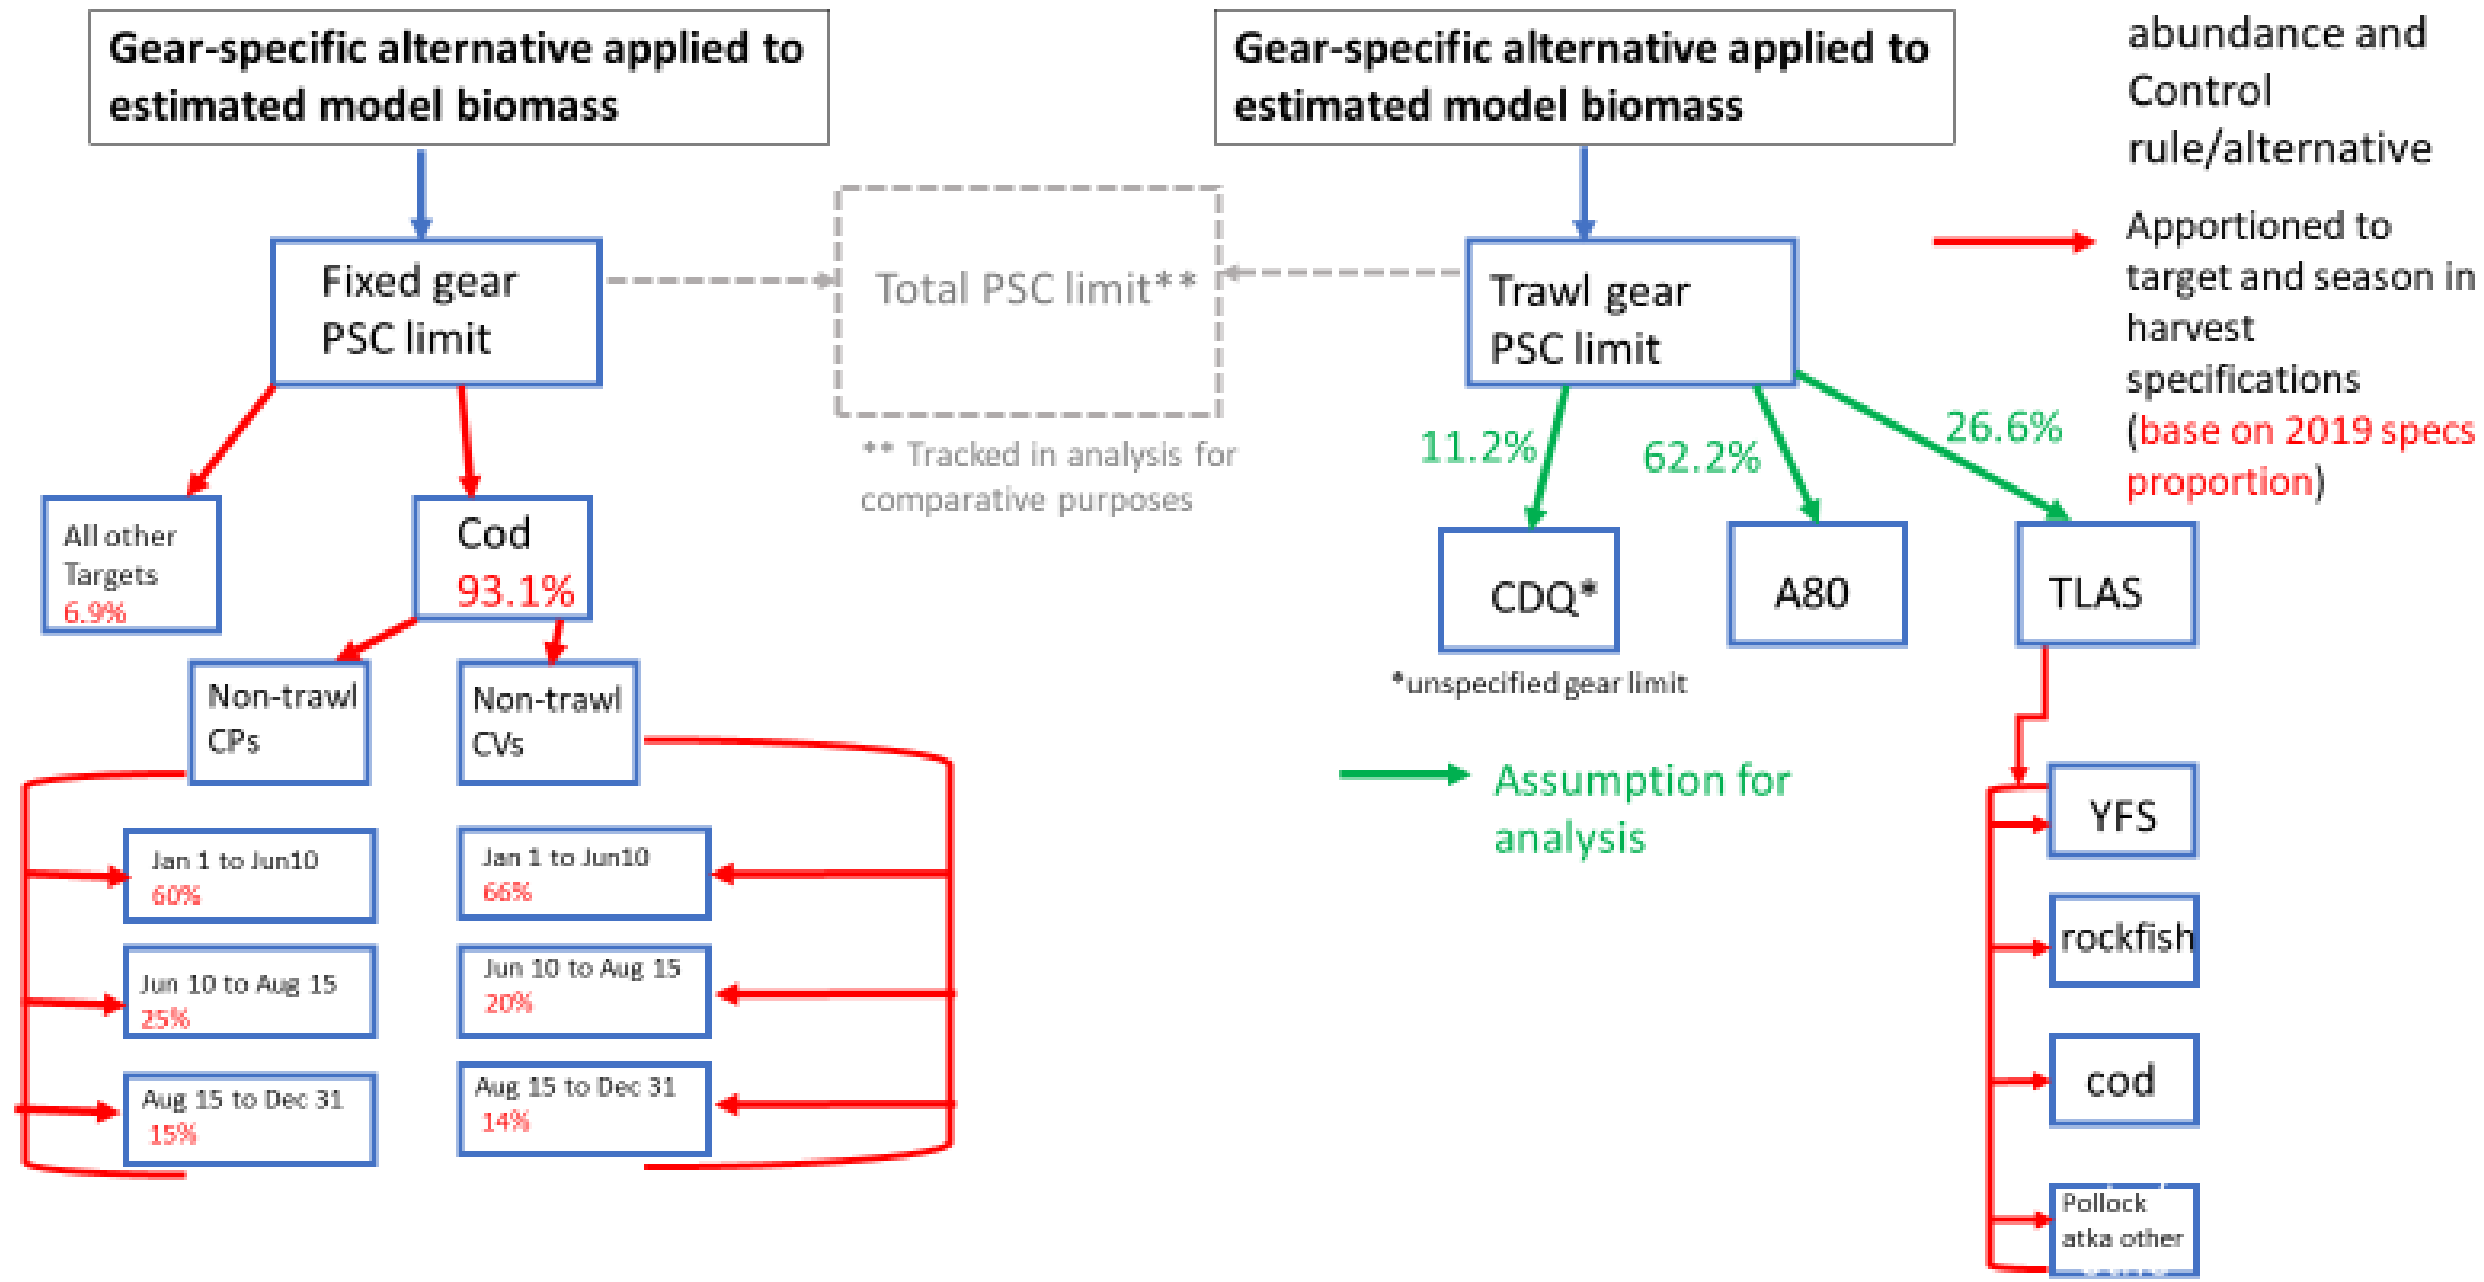 Gear-specific alternative applied to
estimated model biomass
Gear-specific alternative applied to
estimated model biomass
abundance and
Control
rule/alternative
Apportioned to
target and season in
harvest
specifications
(base on 2019 specs
proportion)
Fixed gear
PSC limit
Total PSC limit**
** Tracked in analysis for
comparative purposes
Trawl gear
PSC limit
11.2%
62.2%
26.6%
All other
Targets
6.9%
Cod
93.1%
CDQ*
*unspecified gear limit
A80
TLAS
Non-trawl
CPs
Non-trawl
CVs
Assumption for
analysis
Jan 1 to Jun10
60%
Jun 10 to Aug 15
25%
Aug 15 to Dec 31
15%
Jan 1 to Jun10
66%
Jun 10 to Aug 15
20%
Aug 15 to Dec 31
14%
YFS
rockfish
cod
Pollock
atka other